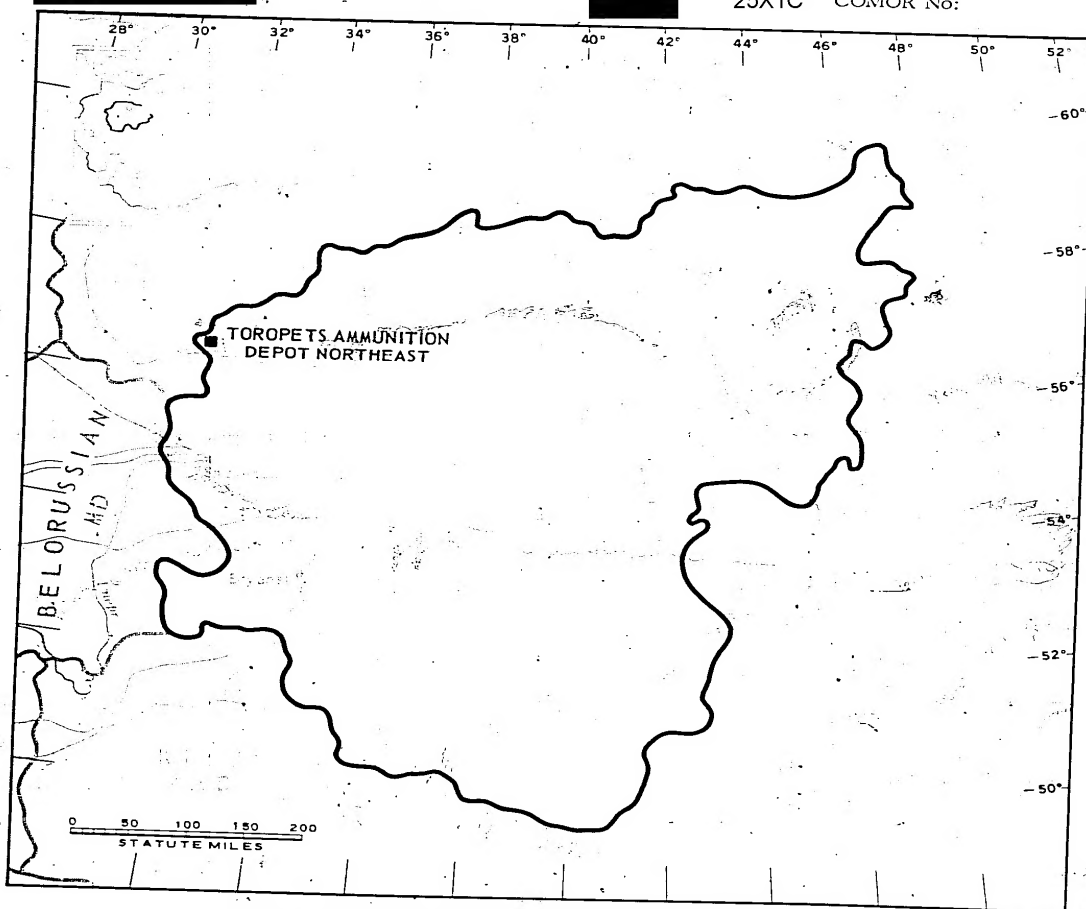 25X1C COMOR No:
28° 30° 32° 34° 36° 38° 40° 42° 44° 46° 48° 50° 52°
60°
58°
TOROPETS AMMUNITION
DEPOT NORTHEAST
56°
BELORUSSIAN
MD
54°
52°
50°
0 50 100 150 200
STATUTE MILES